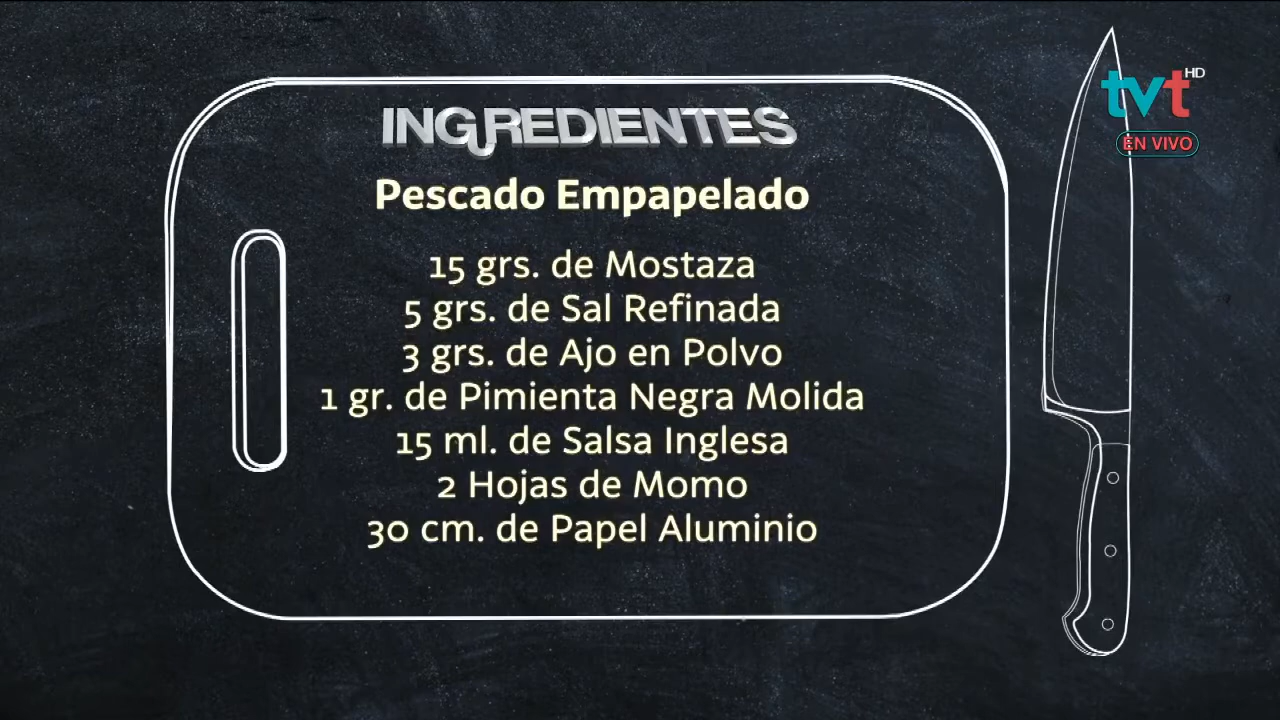 tvt HD
EN VIVO
INGREDIENTES
Pescado Empapelado
15 grs. de Mostaza
5 grs. de Sal Refinada
3 grs. de Ajo en Polvo
1 gr. de Pimienta Negra Molida
15 ml. de Salsa Inglesa
2 Hojas de Momo
30 cm. de Papel Aluminio